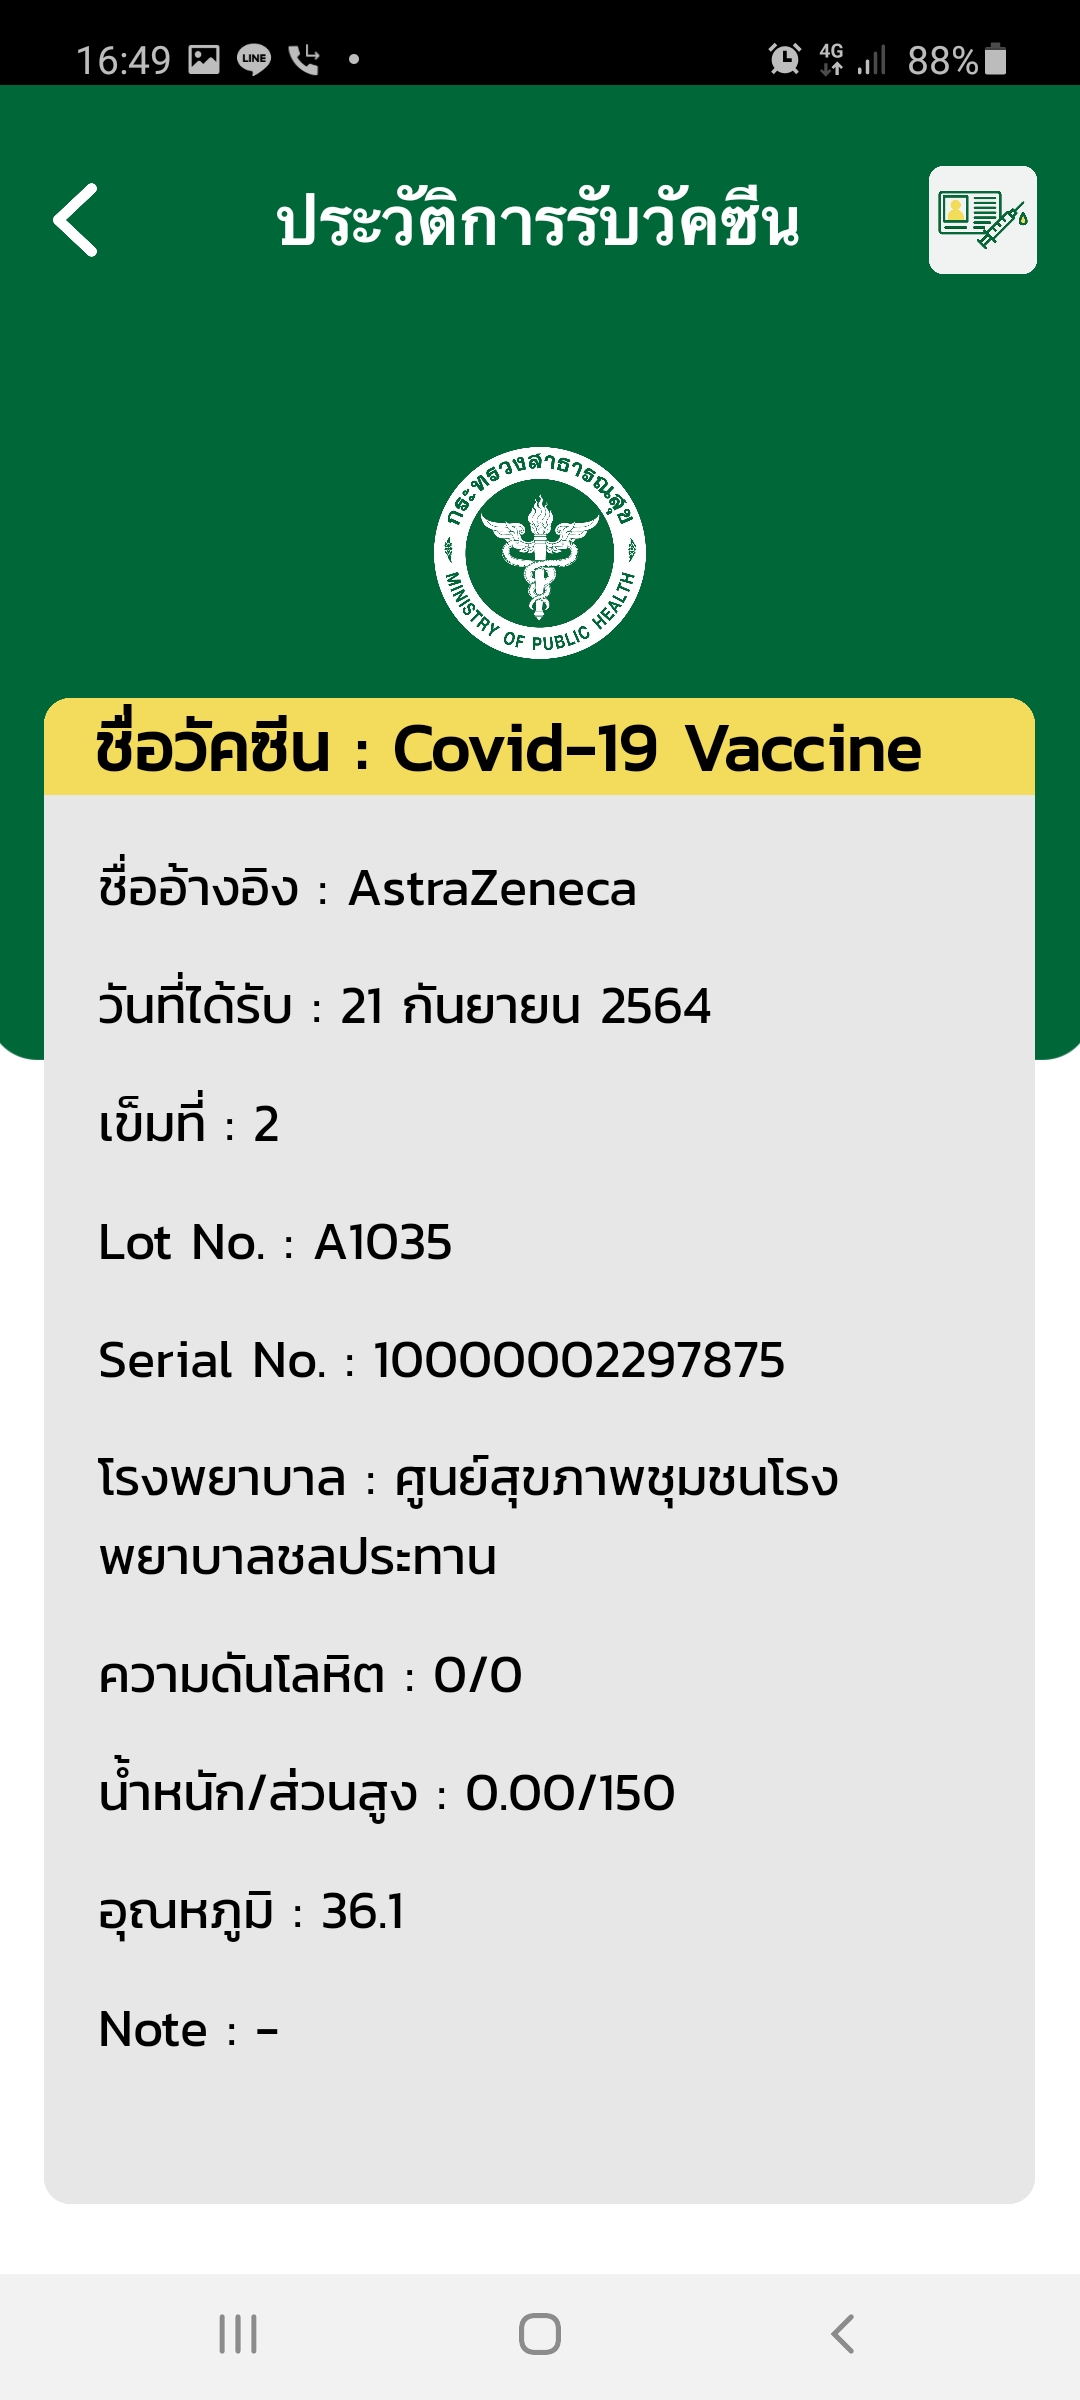 16:49 LINE 4G 88%
ประวัติการรับวัคซีน
กระทรวงสาธารณสุข
MINISTRY OF PUBLIC HEALTH
ชื่อวัคซีน : Covid-19 Vaccine
ชื่ออ้างอิง : AstraZeneca
วันที่ได้รับ : 21 กันยายน 2564
เข็มที่ : 2
Lot No. : A1035
Serial No. : 10000002297875
โรงพยาบาล : ศูนย์สุขภาพชุมชนโรง
พยาบาลชลประทาน
ความดันโลหิต : 0/0
น้ำหนัก/ส่วนสูง : 0.00/150
อุณหภูมิ : 36.1
Note : -